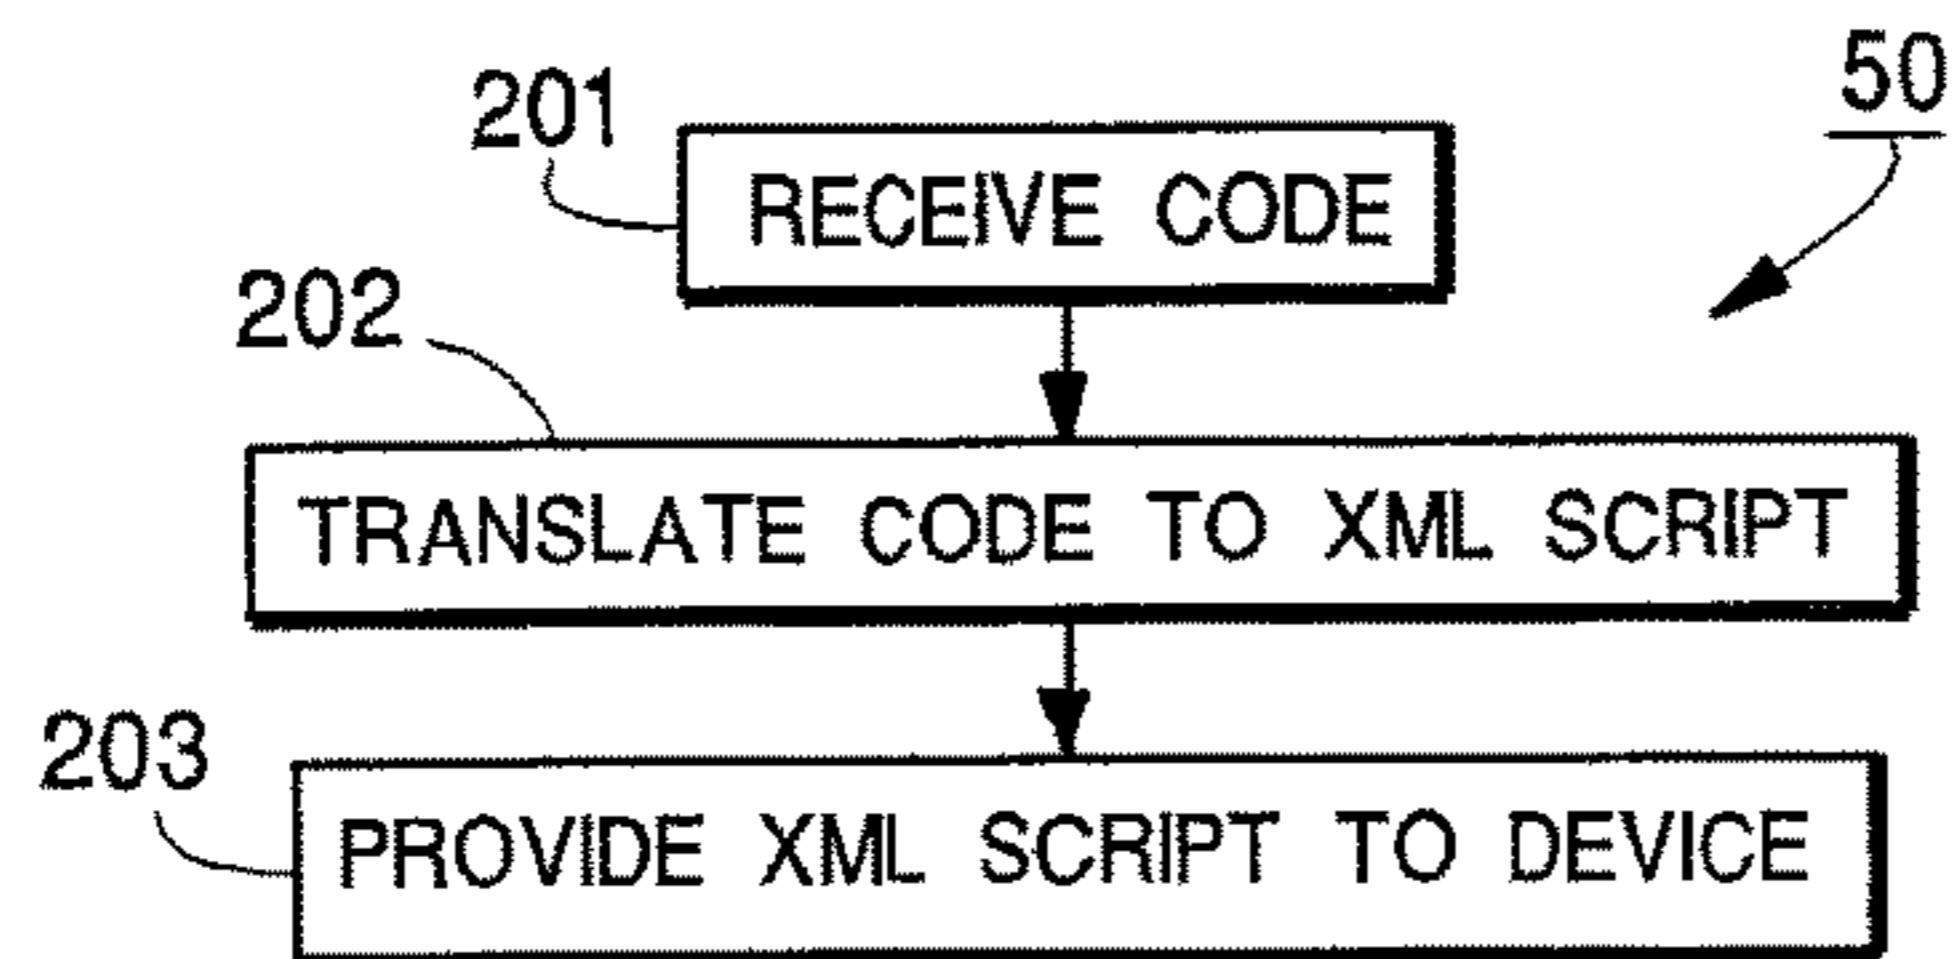 50
201
RECEIVE CODE
202
TRANSLATE CODE TO XML SCRIPT
203
PROVIDE XML SCRIPT TO DEVICE